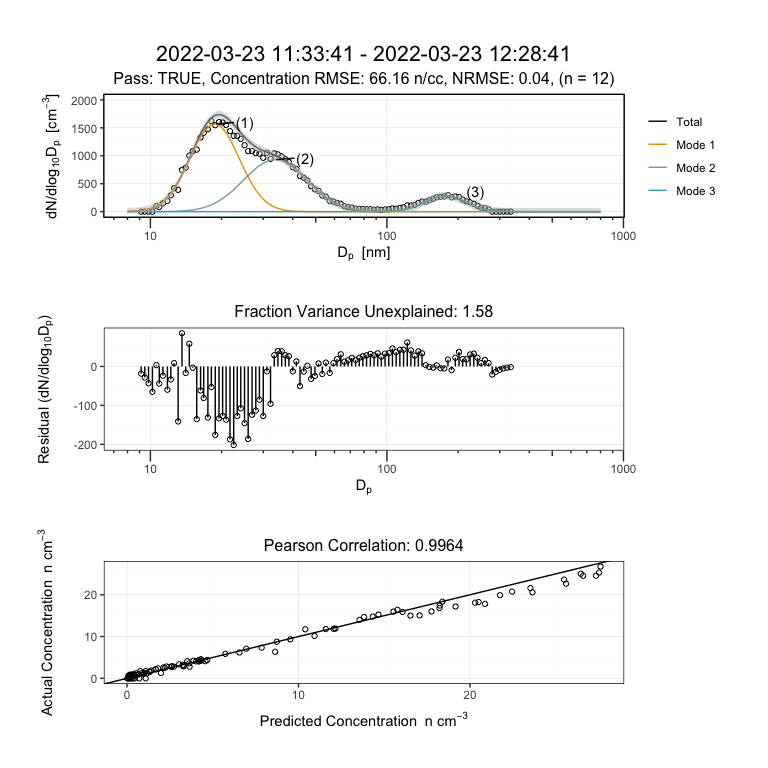 2022-03-23 11:33:41 - 2022-03-23 12:28:41
Pass: TRUE, Concentration RMSE: 66.16 n/cc, NRMSE: 0.04, (n = 12)
dN/dlog₁₀Dₚ [cm⁻³]
2000
1500
1000
500
0
(1)
(2)
(3)
10
100
1000
Dₚ [nm]
Total
Mode 1
Mode 2
Mode 3
Fraction Variance Unexplained: 1.58
Residual (dN/dlog₁₀Dₚ)
0
-100
-200
10
100
1000
Dₚ
Pearson Correlation: 0.9964
Actual Concentration n cm⁻³
20
10
0
0
10
20
Predicted Concentration n cm⁻³